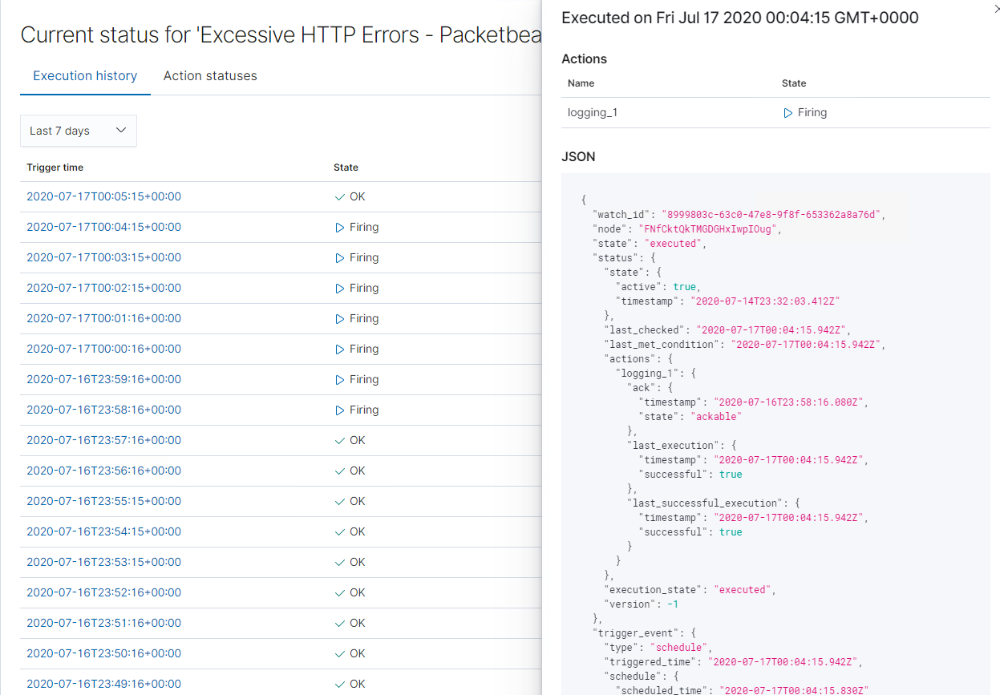 Current status for 'Excessive HTTP Errors - Packetbea
Execution history Action statuses
Last 7 days
Trigger time State
2020-07-17T00:05:15+00:00 OK
2020-07-17T00:04:15+00:00 Firing
2020-07-17T00:03:15+00:00 Firing
2020-07-17T00:02:15+00:00 Firing
2020-07-17T00:01:16+00:00 Firing
2020-07-17T00:00:16+00:00 Firing
2020-07-16T23:59:16+00:00 Firing
2020-07-16T23:58:16+00:00 Firing
2020-07-16T23:57:16+00:00 OK
2020-07-16T23:56:16+00:00 OK
2020-07-16T23:55:15+00:00 OK
2020-07-16T23:54:15+00:00 OK
2020-07-16T23:53:15+00:00 OK
2020-07-16T23:52:16+00:00 OK
2020-07-16T23:51:16+00:00 OK
2020-07-16T23:50:16+00:00 OK
2020-07-16T23:49:16+00:00 OK
Executed on Fri Jul 17 2020 00:04:15 GMT+0000
Actions
Name State
logging_1 Firing
JSON
{
"watch_id": "8999803c-63c0-47e8-9f8f-653362a8a76d",
"node": "FNfCktQkTMGDGHxIwpIOug",
"state": "executed",
"status": {
"state": {
"active": true,
"timestamp": "2020-07-14T23:32:03.412Z"
},
"last_checked": "2020-07-17T00:04:15.942Z",
"last_met_condition": "2020-07-17T00:04:15.942Z",
"actions": {
"logging_1": {
"ack": {
"timestamp": "2020-07-16T23:58:16.080Z",
"state": "ackable"
},
"last_execution": {
"timestamp": "2020-07-17T00:04:15.942Z",
"successful": true
},
"last_successful_execution": {
"timestamp": "2020-07-17T00:04:15.942Z",
"successful": true
}
}
},
"execution_state": "executed",
"version": -1
},
"trigger_event": {
"type": "schedule",
"triggered_time": "2020-07-17T00:04:15.942Z",
"schedule": {
"scheduled_time": "2020-07-17T00:04:15.830Z"